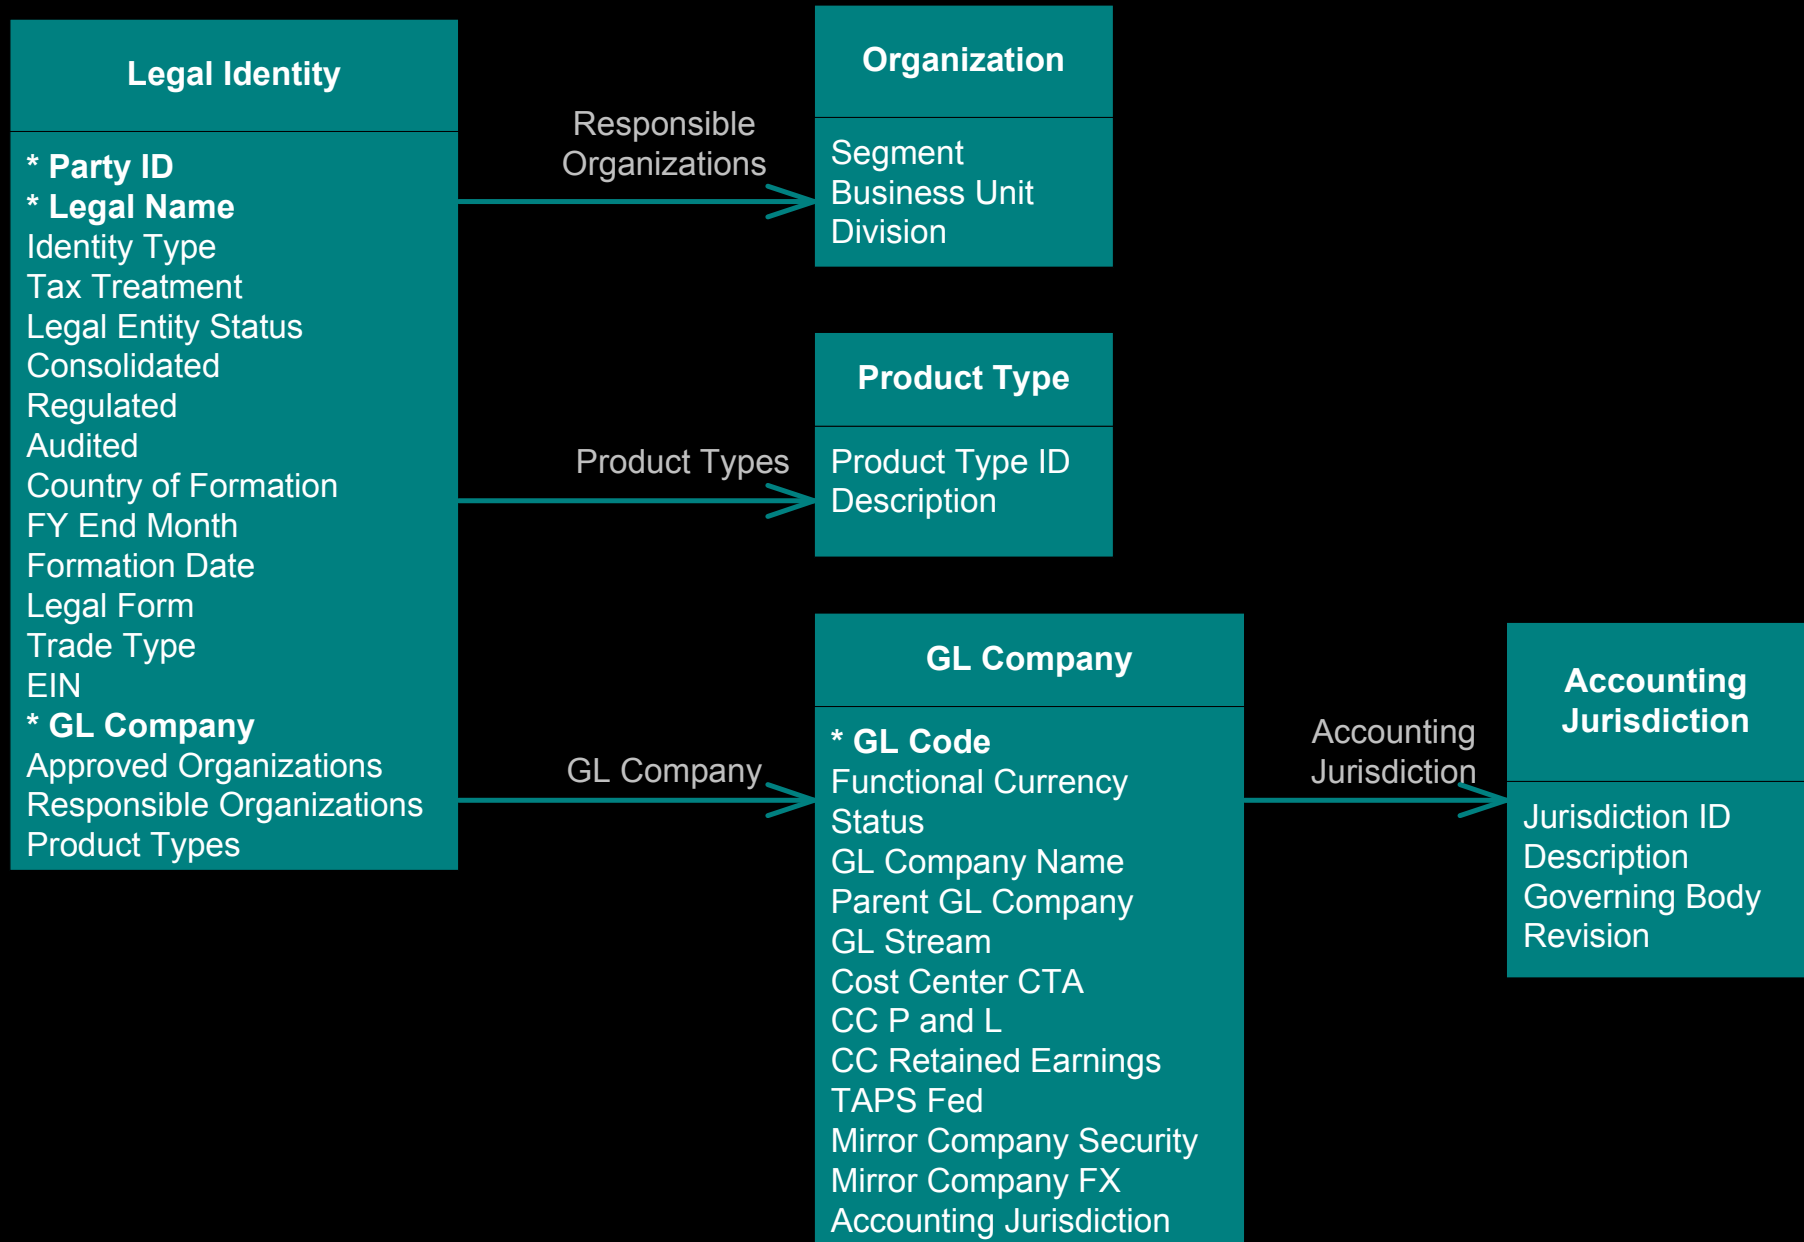 Legal Identity
* Party ID
* Legal Name
Identity Type
Tax Treatment
Legal Entity Status
Consolidated
Regulated
Audited
Country of Formation
FY End Month
Formation Date
Legal Form
Trade Type
EIN
* GL Company
Approved Organizations
Responsible Organizations
Product Types
Responsible
Organizations
Organization
Segment
Business Unit
Division
Product Types
Product Type
Product Type ID
Description
GL Company
GL Company
* GL Code
Functional Currency
Status
GL Company Name
Parent GL Company
GL Stream
Cost Center CTA
CC P and L
CC Retained Earnings
TAPS Fed
Mirror Company Security
Mirror Company FX
Accounting Jurisdiction
Accounting
Jurisdiction
Accounting
Jurisdiction
Jurisdiction ID
Description
Governing Body
Revision